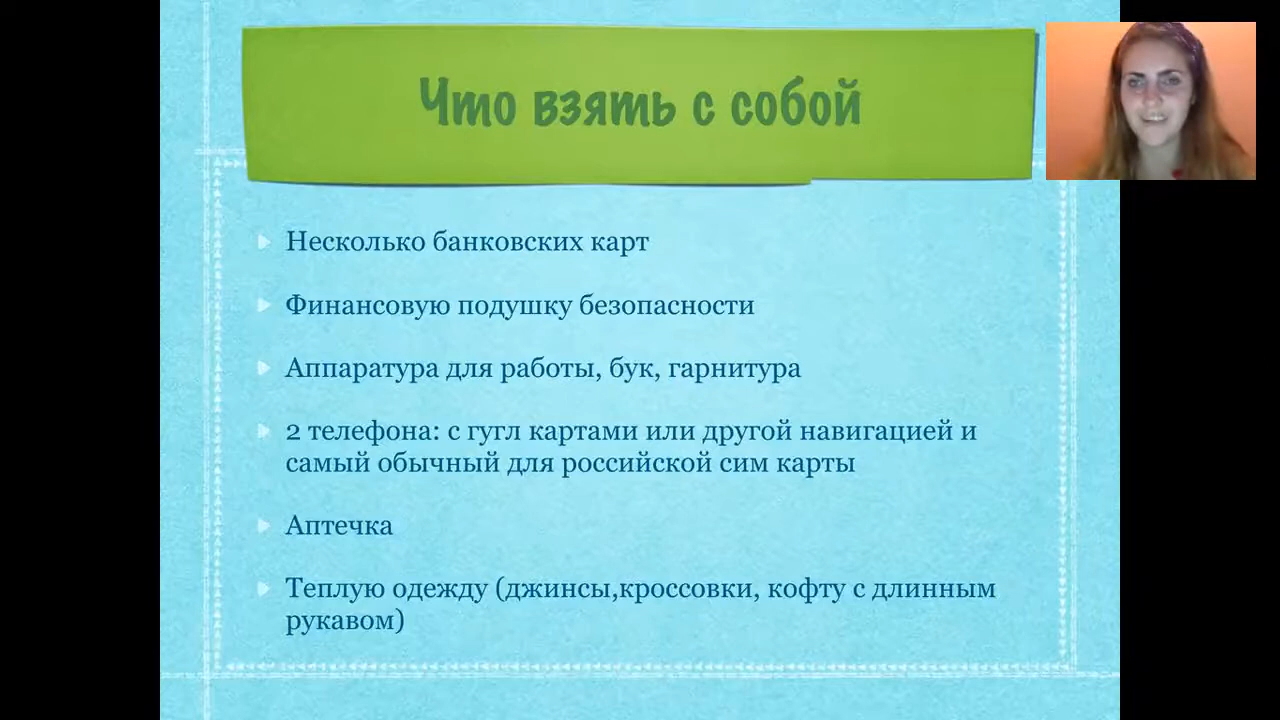 Что взять с собой
Несколько банковских карт
Финансовую подушку безопасности
Аппаратура для работы, бук, гарнитура
2 телефона: с гугл картами или другой навигацией и
самый обычный для российской сим карты
Аптечка
Теплую одежду (джинсы,кроссовки, кофту с длинным
рукавом)